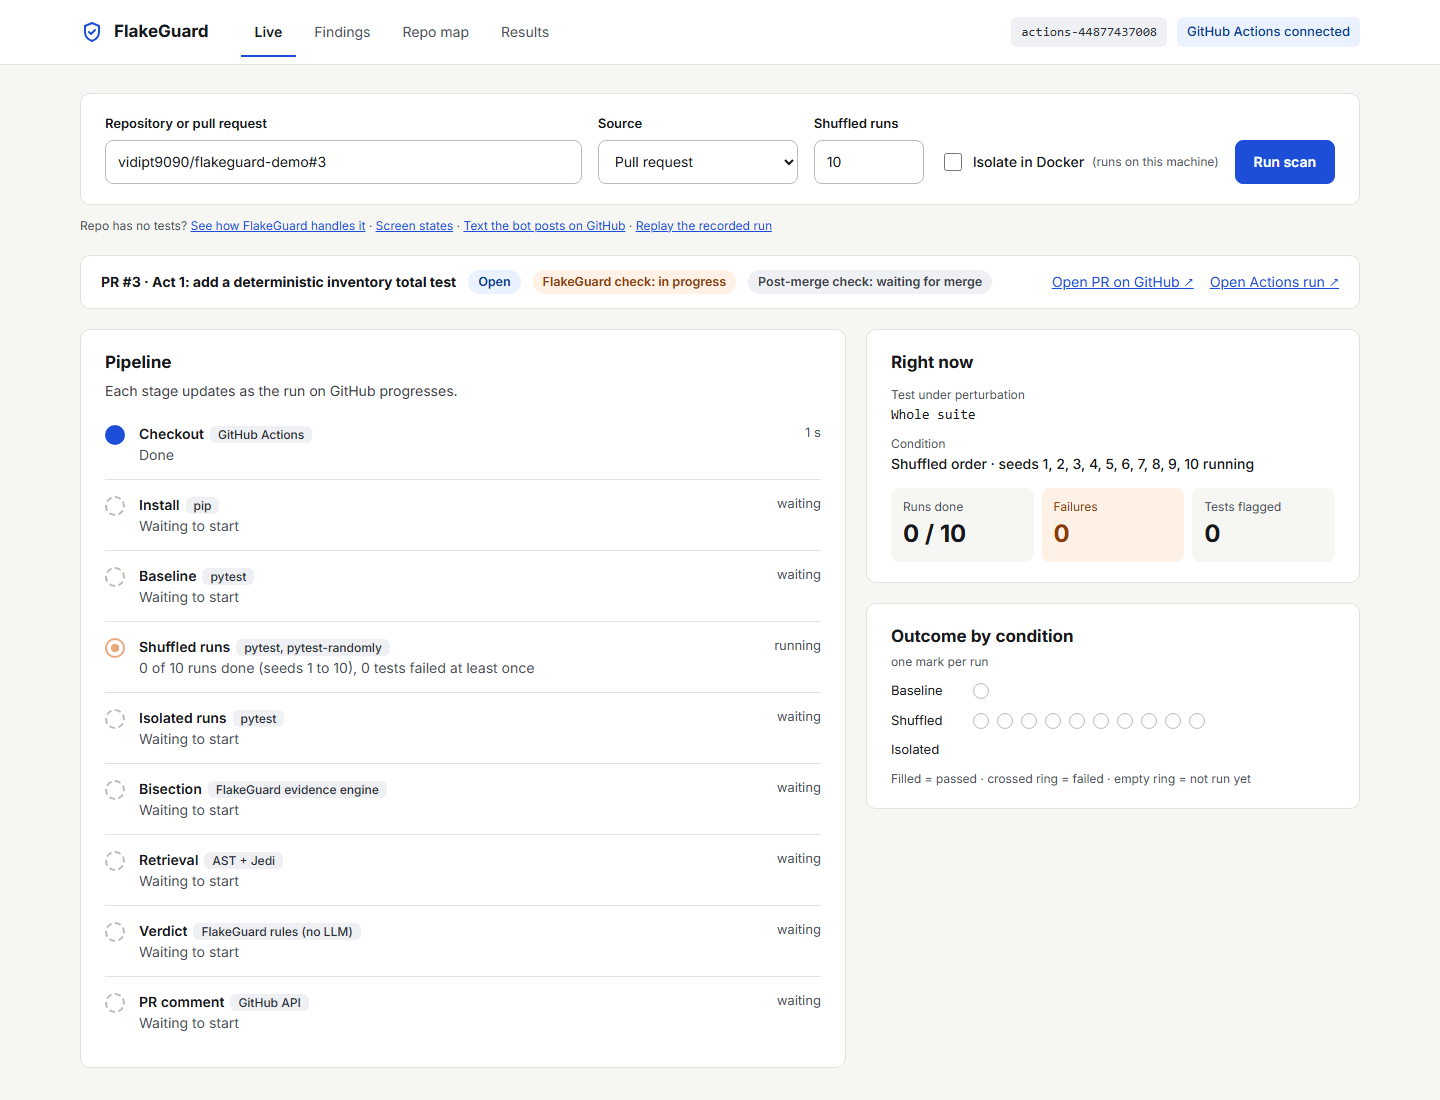 FlakeGuard
Live
Findings
Repo map
Results
actions-44877437008
GitHub Actions connected
Repository or pull request
Source
Shuffled runs
vidipt9090/flakeguard-demo#3
Pull request
10
Isolate in Docker (runs on this machine)
Run scan
Repo has no tests? See how FlakeGuard handles it · Screen states · Text the bot posts on GitHub · Replay the recorded run
PR #3 · Act 1: add a deterministic inventory total test
Open
FlakeGuard check: in progress
Post-merge check: waiting for merge
Open PR on GitHub ↗
Open Actions run ↗
Pipeline
Each stage updates as the run on GitHub progresses.
Checkout GitHub Actions 1 s
Done
Install pip waiting
Waiting to start
Baseline pytest waiting
Waiting to start
Shuffled runs pytest, pytest-randomly running
0 of 10 runs done (seeds 1 to 10), 0 tests failed at least once
Isolated runs pytest waiting
Waiting to start
Bisection FlakeGuard evidence engine waiting
Waiting to start
Retrieval AST + Jedi waiting
Waiting to start
Verdict FlakeGuard rules (no LLM) waiting
Waiting to start
PR comment GitHub API waiting
Waiting to start
Right now
Test under perturbation
Whole suite
Condition
Shuffled order · seeds 1, 2, 3, 4, 5, 6, 7, 8, 9, 10 running
Runs done
0 / 10
Failures
0
Tests flagged
0
Outcome by condition
one mark per run
Baseline
Shuffled
Isolated
Filled = passed · crossed ring = failed · empty ring = not run yet